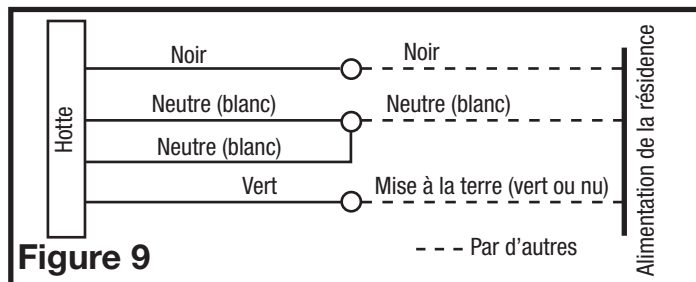 Noir
Noir
Neutre (blanc)
Neutre (blanc)
Hotte
Neutre (blanc)
Vert
Mise à la terre (vert ou nu)
Alimentation de la résidence
Figure 9
--- Par d'autres